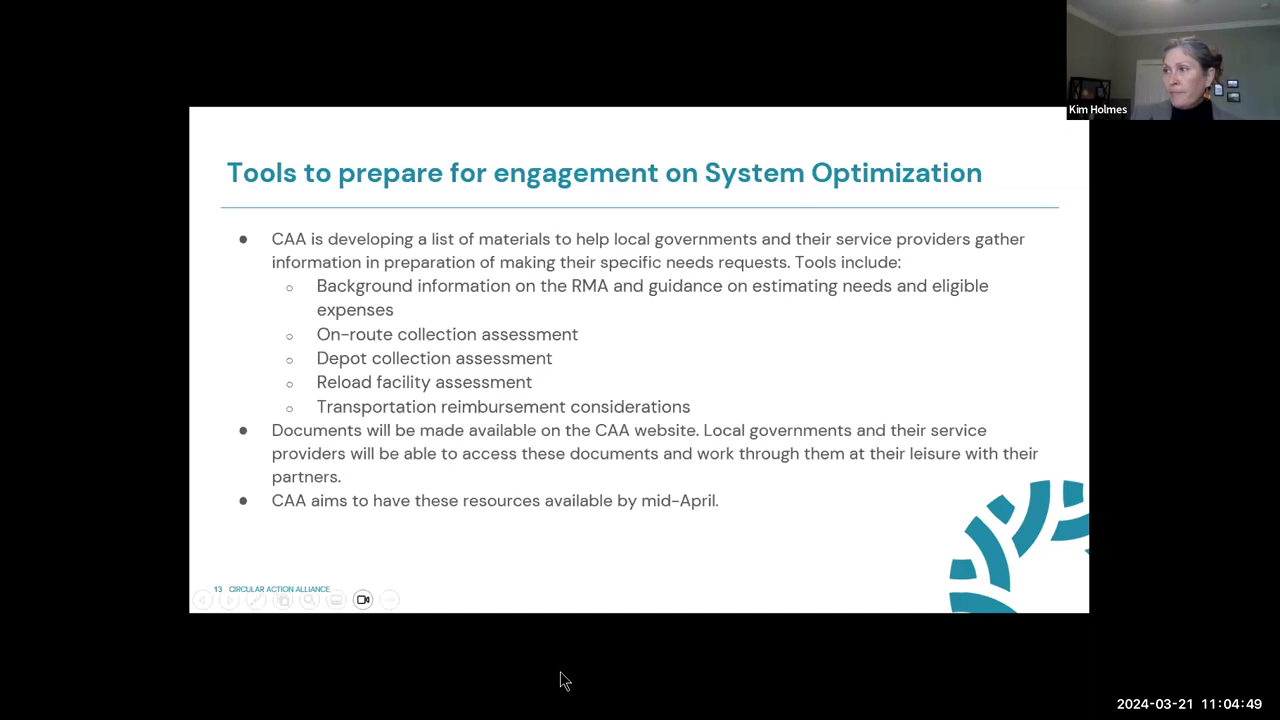 Kim Holmes
Tools to prepare for engagement on System Optimization
● CAA is developing a list of materials to help local governments and their service providers gather
information in preparation of making their specific needs requests. Tools include:
○ Background information on the RMA and guidance on estimating needs and eligible
expenses
○ On-route collection assessment
○ Depot collection assessment
○ Reload facility assessment
○ Transportation reimbursement considerations
● Documents will be made available on the CAA website. Local governments and their service
providers will be able to access these documents and work through them at their leisure with their
partners.
● CAA aims to have these resources available by mid-April.
13 CIRCULAR ACTION ALLIANCE
2024-03-21 11:04:49